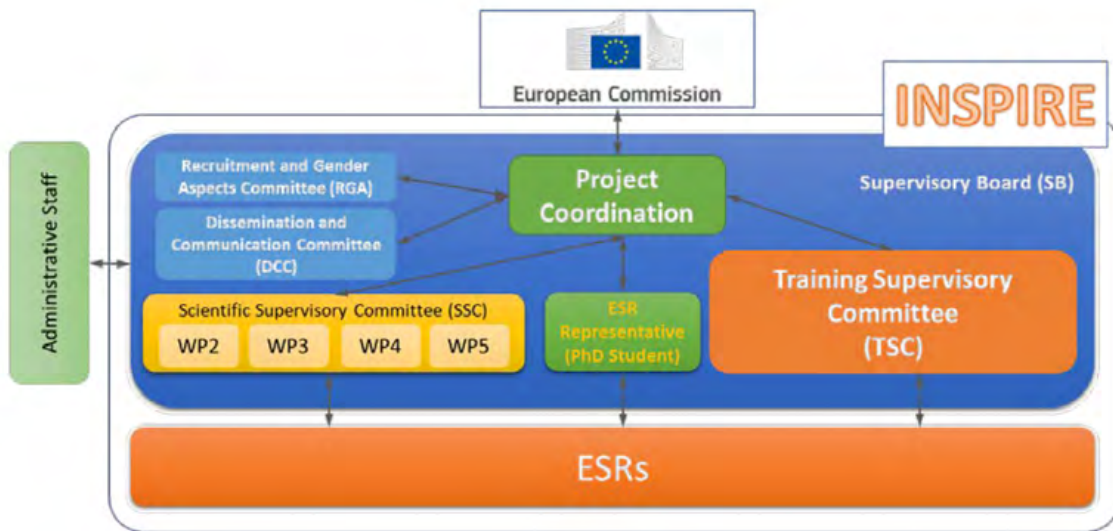 European Commission
INSPIRE
Administrative Staff
Recruitment and Gender
Aspects Committee (RGA)
Project
Coordination
Supervisory Board (SB)
Dissemination and
Communication Committee
(DCC)
Training Supervisory
Committee
(TSC)
Scientific Supervisory Committee (SSC)
WP2 WP3 WP4 WP5
ESR
Representative
(PhD Student)
ESRs